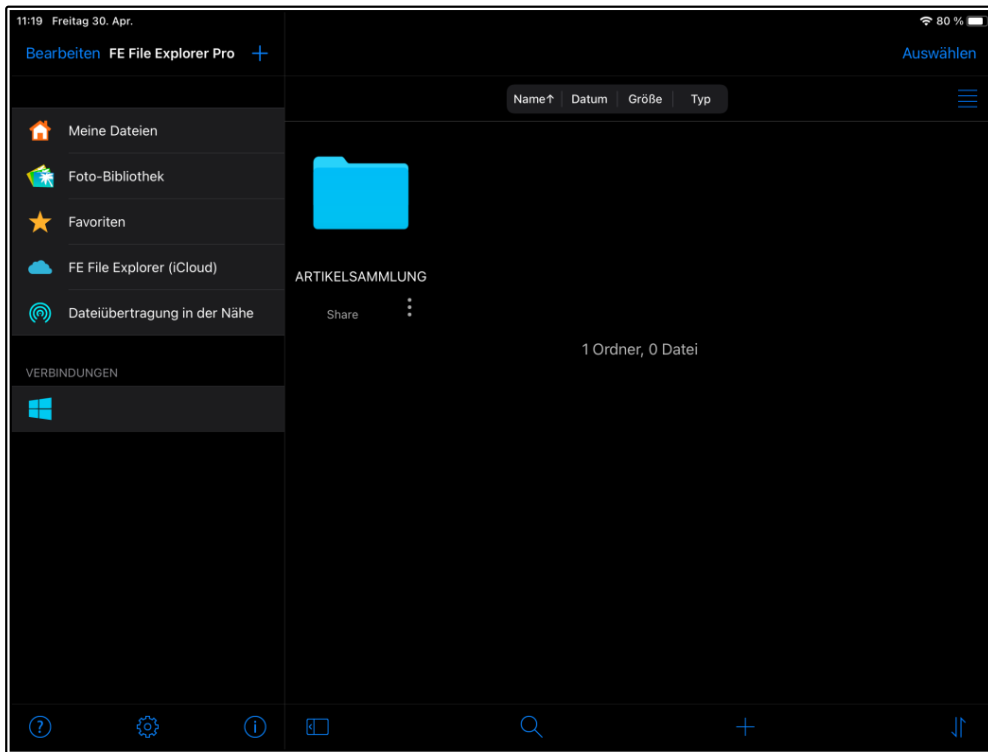 11:19 Freitag 30. Apr.
80 %
Bearbeiten FE File Explorer Pro +
Auswählen
Name↑ Datum Größe Typ
Meine Dateien
Foto-Bibliothek
Favoriten
FE File Explorer (iCloud)
Dateiübertragung in der Nähe
VERBINDUNGEN
ARTIKELSAMMLUNG
Share
1 Ordner, 0 Datei